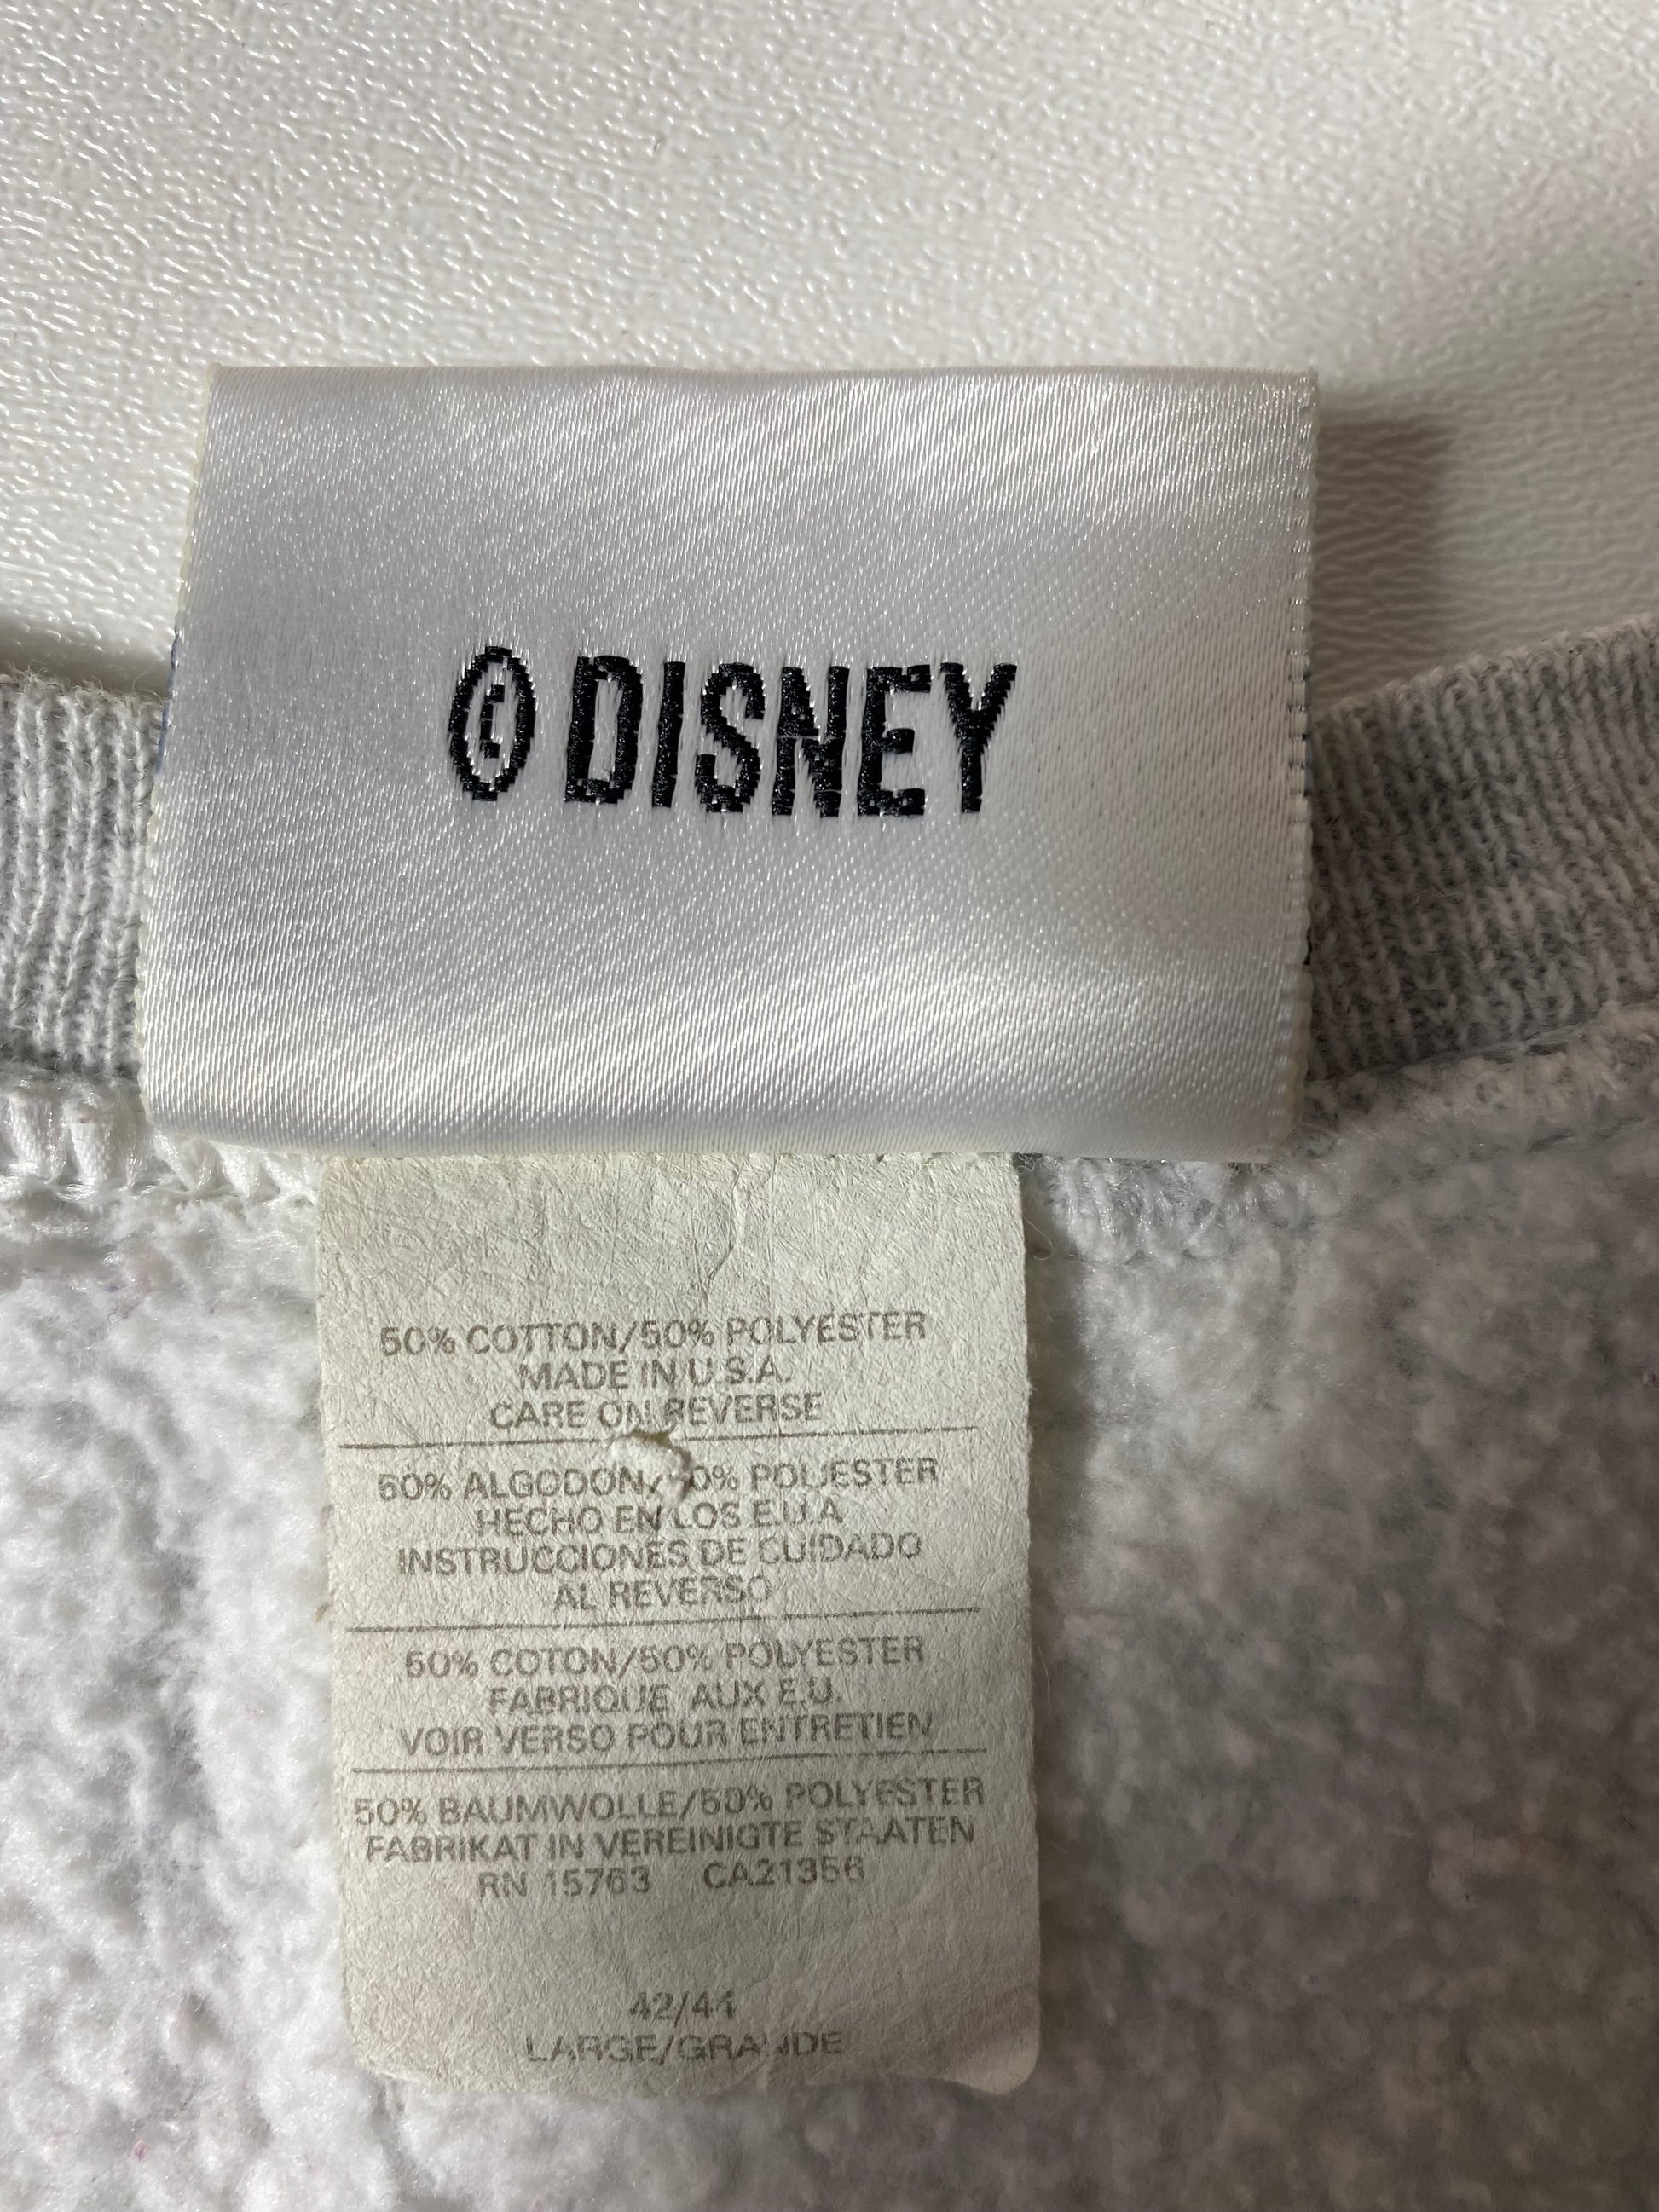 © DISNEY
50% COTTON/50% POLYESTER
MADE IN U.S.A.
CARE ON REVERSE
50% ALGODON/50% POLIESTER
HECHO EN LOS E.U.A
INSTRUCCIONES DE CUIDADO
AL REVERSO
50% COTON/50% POLYESTER
FABRIQUE AUX E.U.
VOIR VERSO POUR ENTRETIEN
50% BAUMWOLLE/50% POLYESTER
FABRIKAT IN VEREINIGTE STAATEN
RN 15763 CA21356
42/44
LARGE/GRANDE